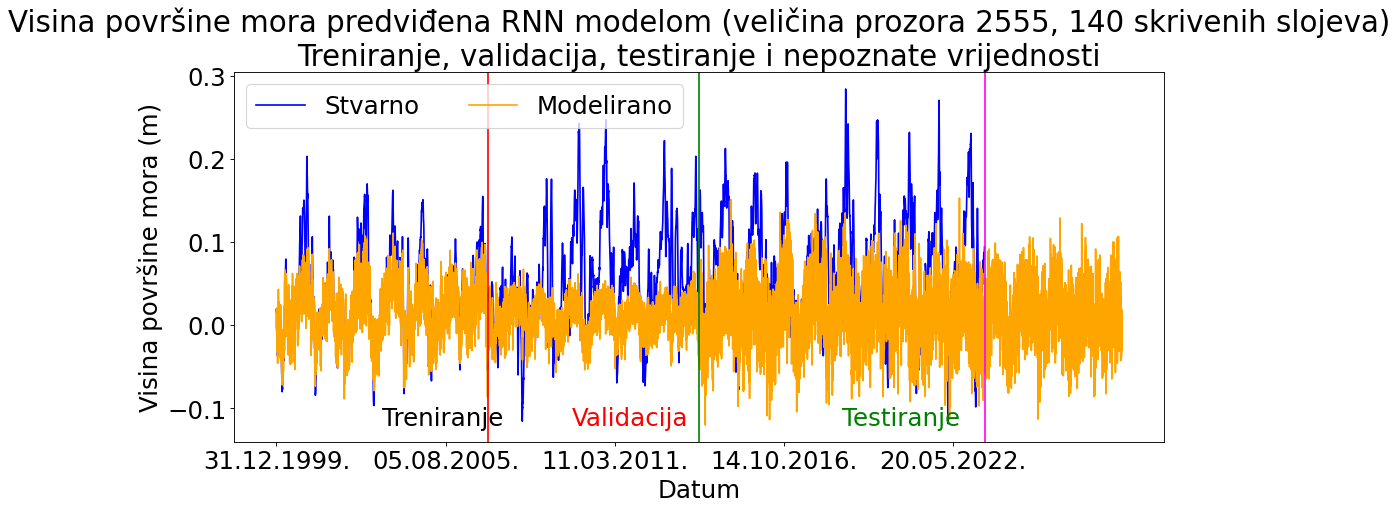 Visina površine mora predviđena RNN modelom (veličina prozora 2555, 140 skrivenih slojeva)
Treniranje, validacija, testiranje i nepoznate vrijednosti
Stvarno
Modelirano
Visina površine mora (m)
0.3
0.2
0.1
0.0
−0.1
Treniranje
Validacija
Testiranje
31.12.1999.
05.08.2005.
11.03.2011.
14.10.2016.
20.05.2022.
Datum